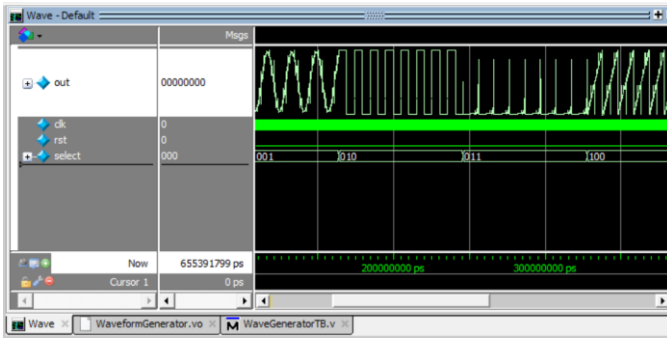 Wave - Default
Msgs
out 00000000
clk 0
rst 0
select 000 001 010 011 100
Now 655391799 ps 200000000 ps 300000000 ps
Cursor 1 0 ps
Wave WaveformGenerator.vo WaveGeneratorTB.v